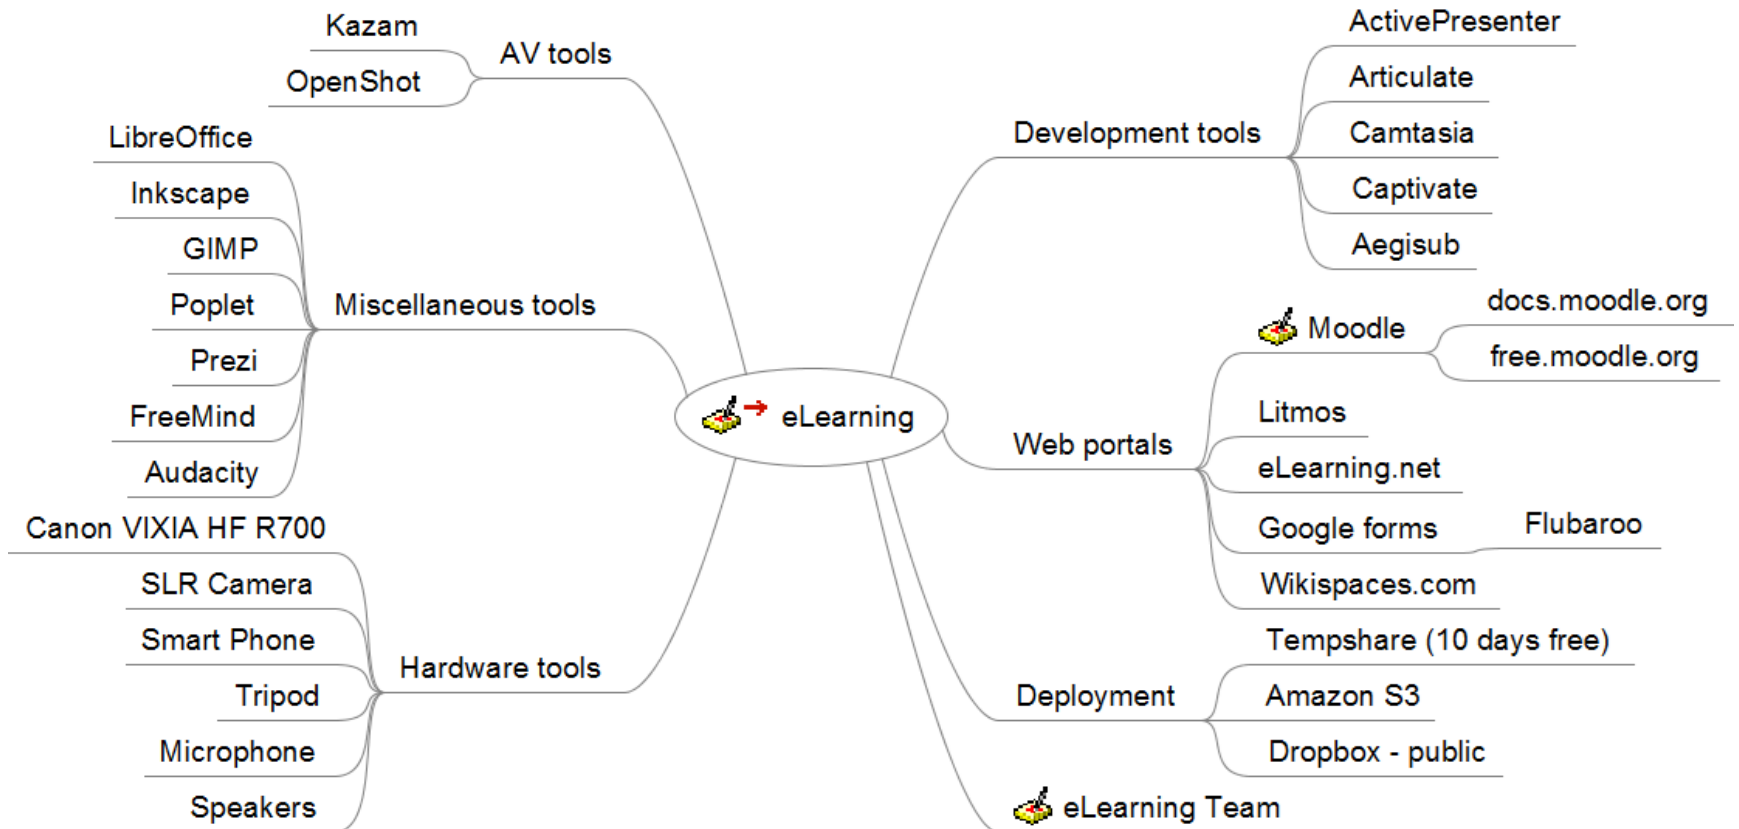 Kazam
OpenShot
AV tools
LibreOffice
Inkscape
GIMP
Poplet
Prezi
FreeMind
Audacity
Miscellaneous tools
Canon VIXIA HF R700
SLR Camera
Smart Phone
Tripod
Microphone
Speakers
Hardware tools
eLearning
Development tools
ActivePresenter
Articulate
Camtasia
Captivate
Aegisub
Web portals
Moodle
docs.moodle.org
free.moodle.org
Litmos
eLearning.net
Google forms
Flubaroo
Wikispaces.com
Deployment
Tempshare (10 days free)
Amazon S3
Dropbox - public
eLearning Team